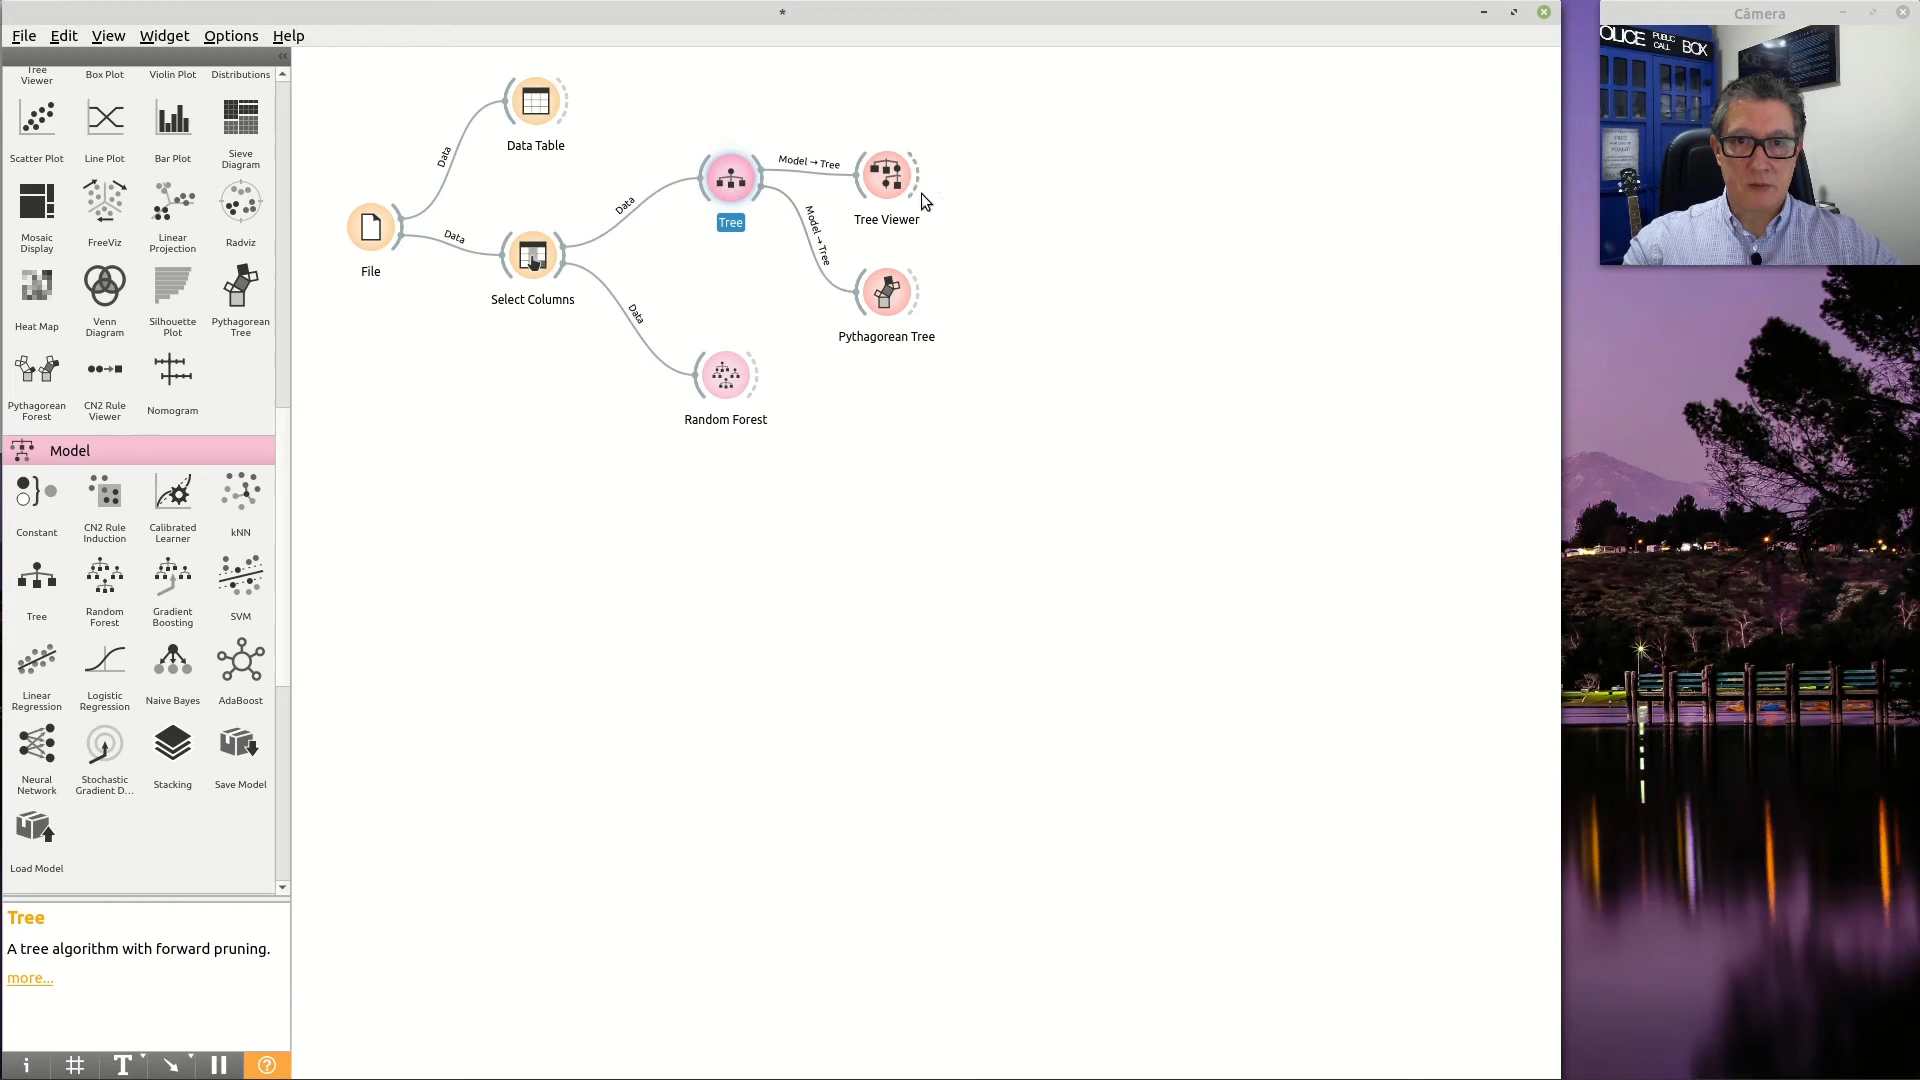 *
Câmera
File Edit View Widget Options Help
Tree
Viewer
Box Plot
Violin Plot
Distributions
Scatter Plot
Line Plot
Bar Plot
Sieve
Diagram
Mosaic
Display
FreeViz
Linear
Projection
Radviz
Heat Map
Venn
Diagram
Silhouette
Plot
Pythagorean
Tree
Pythagorean
Forest
CN2 Rule
Viewer
Nomogram
Model
Constant
CN2 Rule
Induction
Calibrated
Learner
kNN
Tree
Random
Forest
Gradient
Boosting
SVM
Linear
Regression
Logistic
Regression
Naive Bayes
AdaBoost
Neural
Network
Stochastic
Gradient D...
Stacking
Save Model
Load Model
Tree
A tree algorithm with forward pruning.
more...
File
Data
Data Table
Data
Select Columns
Data
Tree
Data
Random Forest
Model → Tree
Tree Viewer
Model → Tree
Pythagorean Tree
OLICE PUBLIC CALL BOX